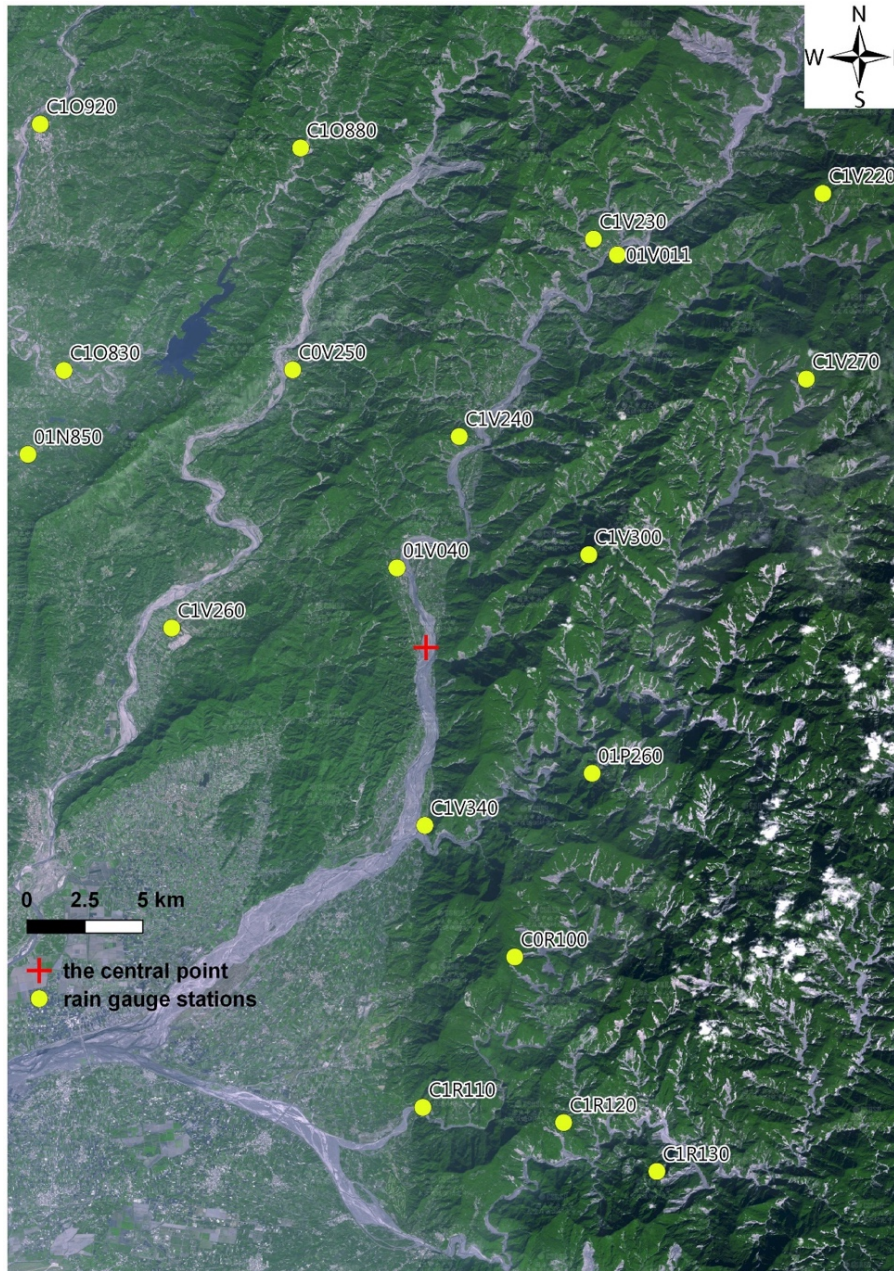 N
W
S
C1O920
C1O880
C1V220
C1V230
01V011
C1O830
C0V250
C1V270
C1V240
01N850
C1V300
01V040
C1V260
01P260
C1V340
0 2.5 5 km
C0R100
the central point
rain gauge stations
C1R110
C1R120
C1R130